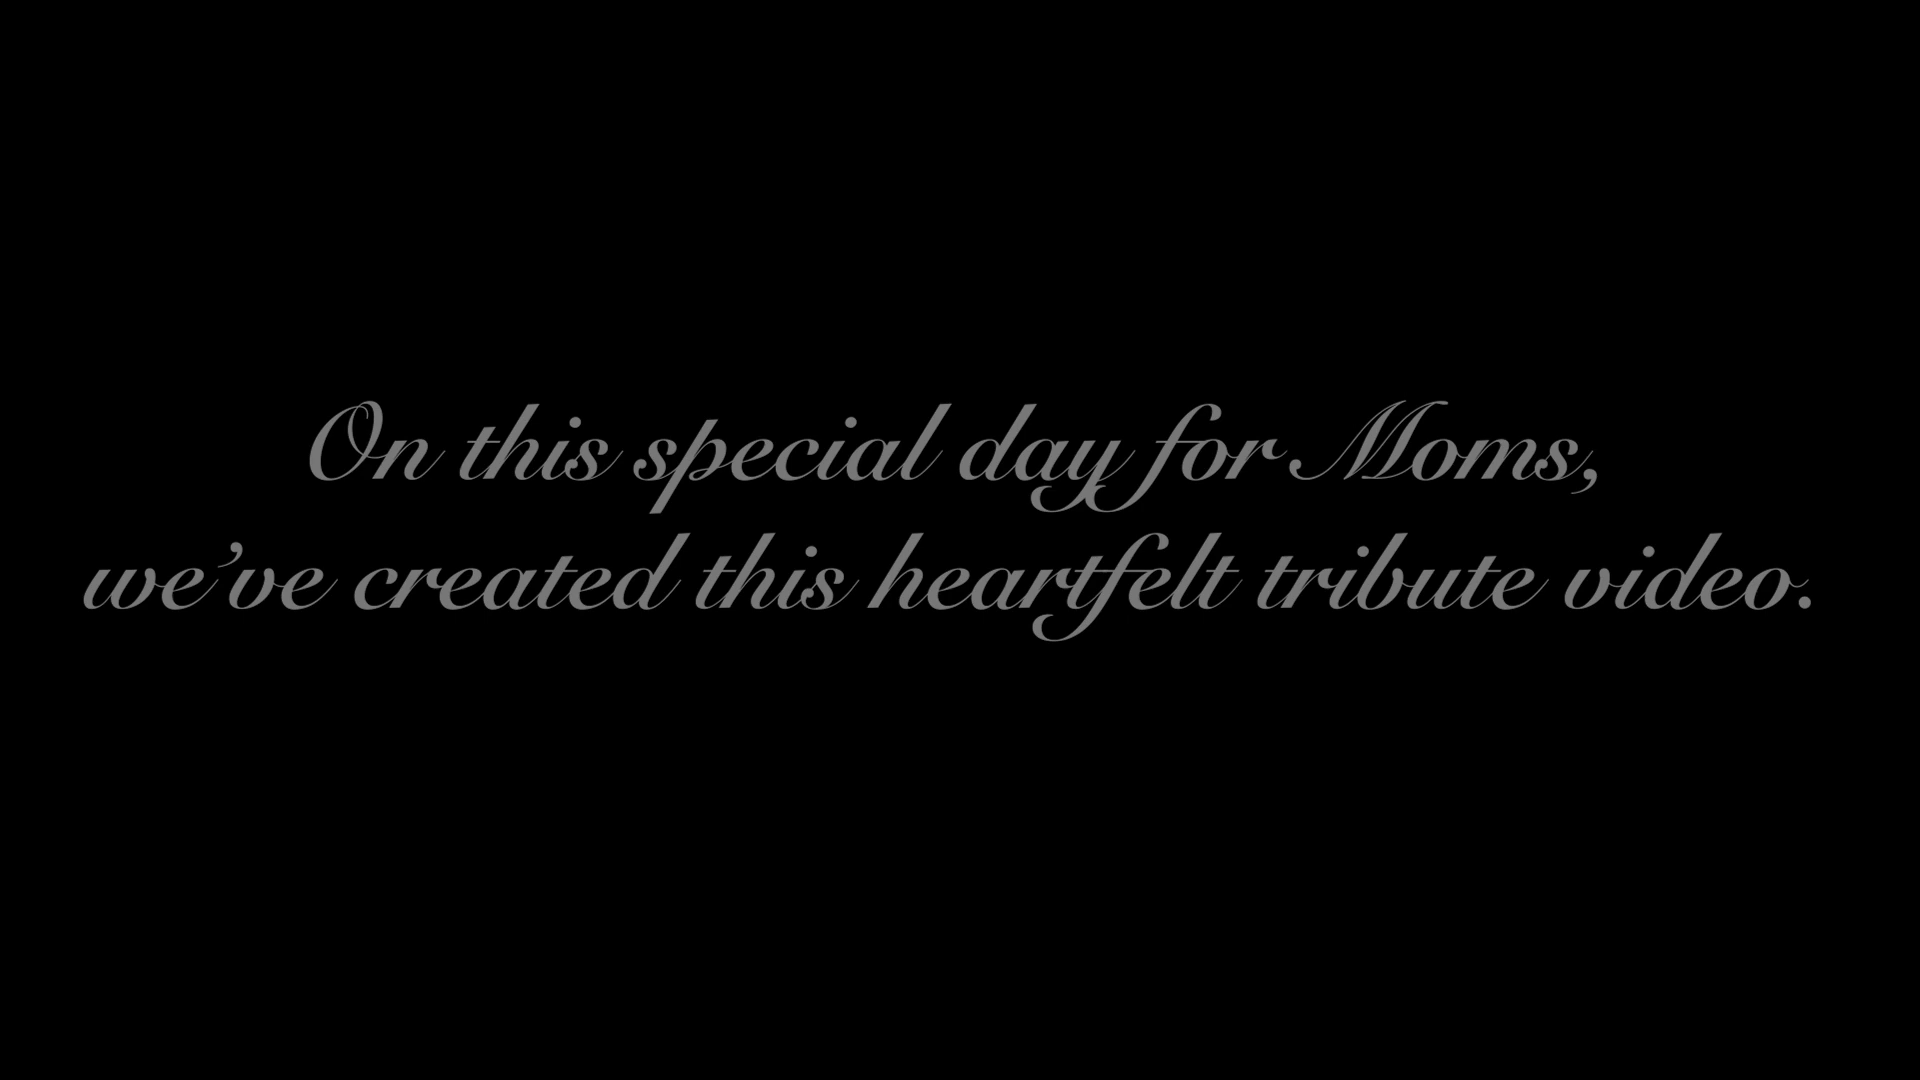 On this special day for Moms,
we’ve created this heartfelt tribute video.